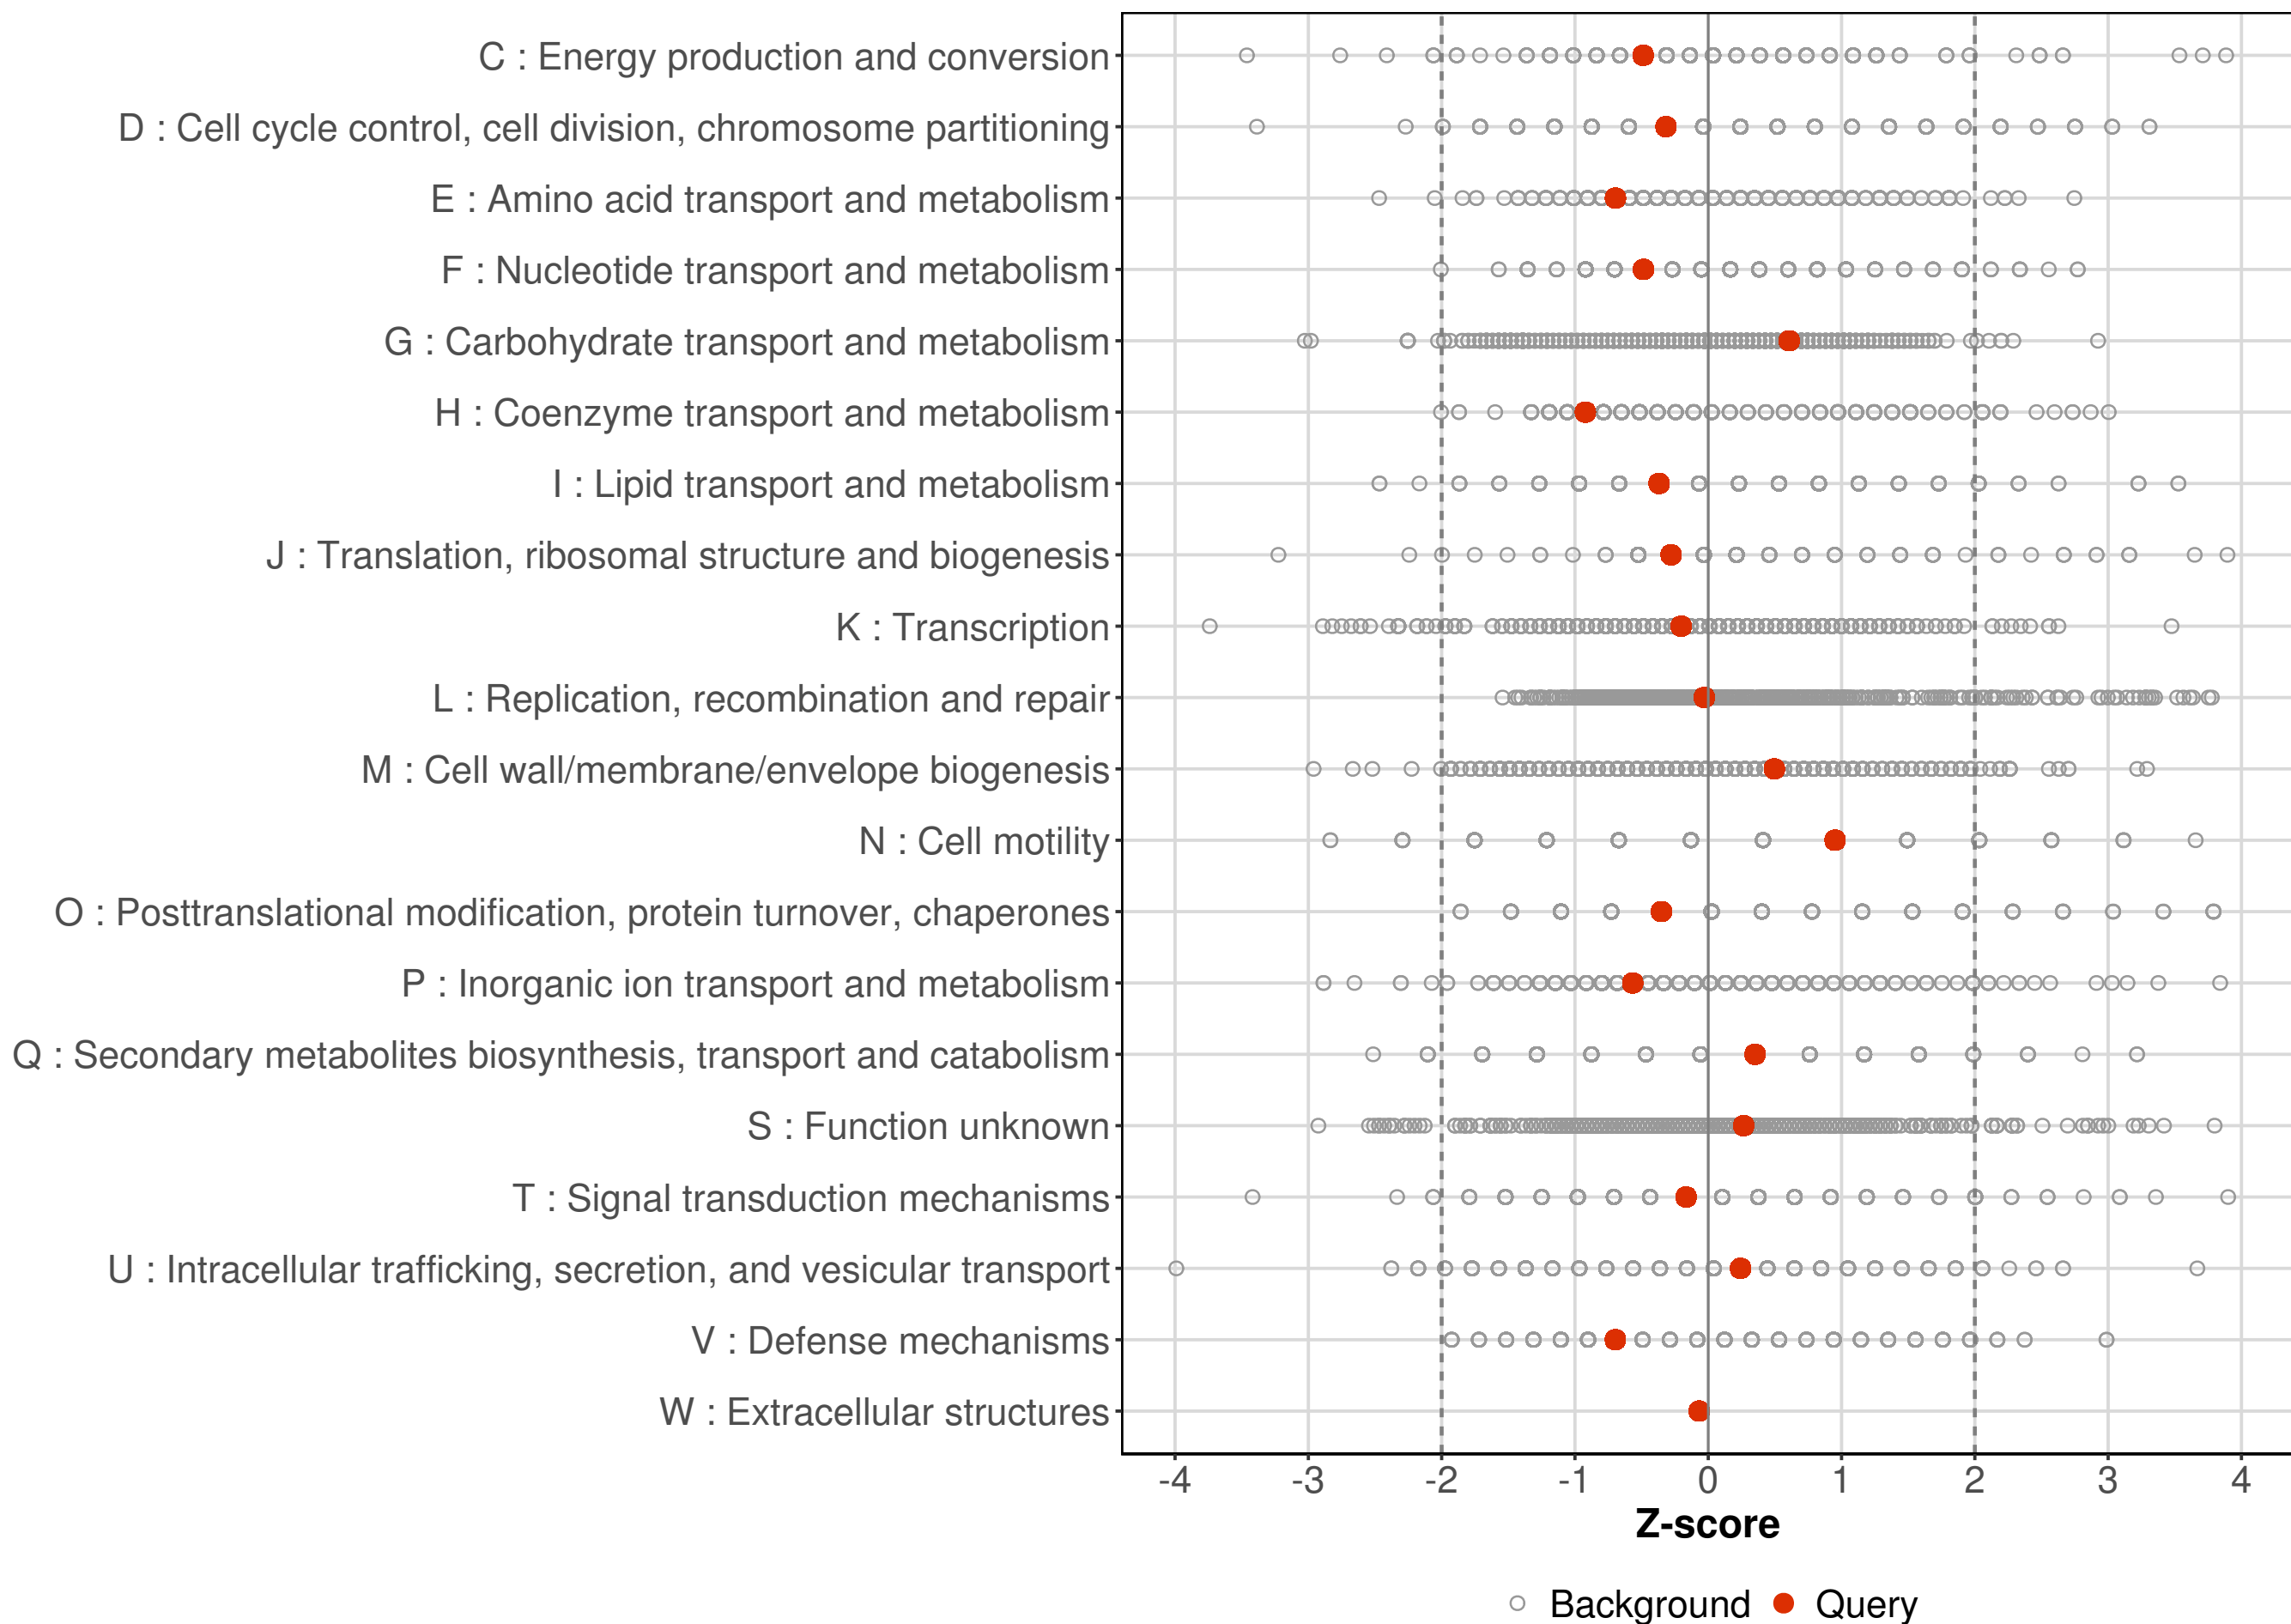 C : Energy production and conversion
D : Cell cycle control, cell division, chromosome partitioning
E : Amino acid transport and metabolism
F : Nucleotide transport and metabolism
G : Carbohydrate transport and metabolism
H : Coenzyme transport and metabolism
I : Lipid transport and metabolism
J : Translation, ribosomal structure and biogenesis
K : Transcription
L : Replication, recombination and repair
M : Cell wall/membrane/envelope biogenesis
N : Cell motility
O : Posttranslational modification, protein turnover, chaperones
P : Inorganic ion transport and metabolism
Q : Secondary metabolites biosynthesis, transport and catabolism
S : Function unknown
T : Signal transduction mechanisms
U : Intracellular trafficking, secretion, and vesicular transport
V : Defense mechanisms
W : Extracellular structures
-4 -3 -2 -1 0 1 2 3 4
Z-score
Background Query